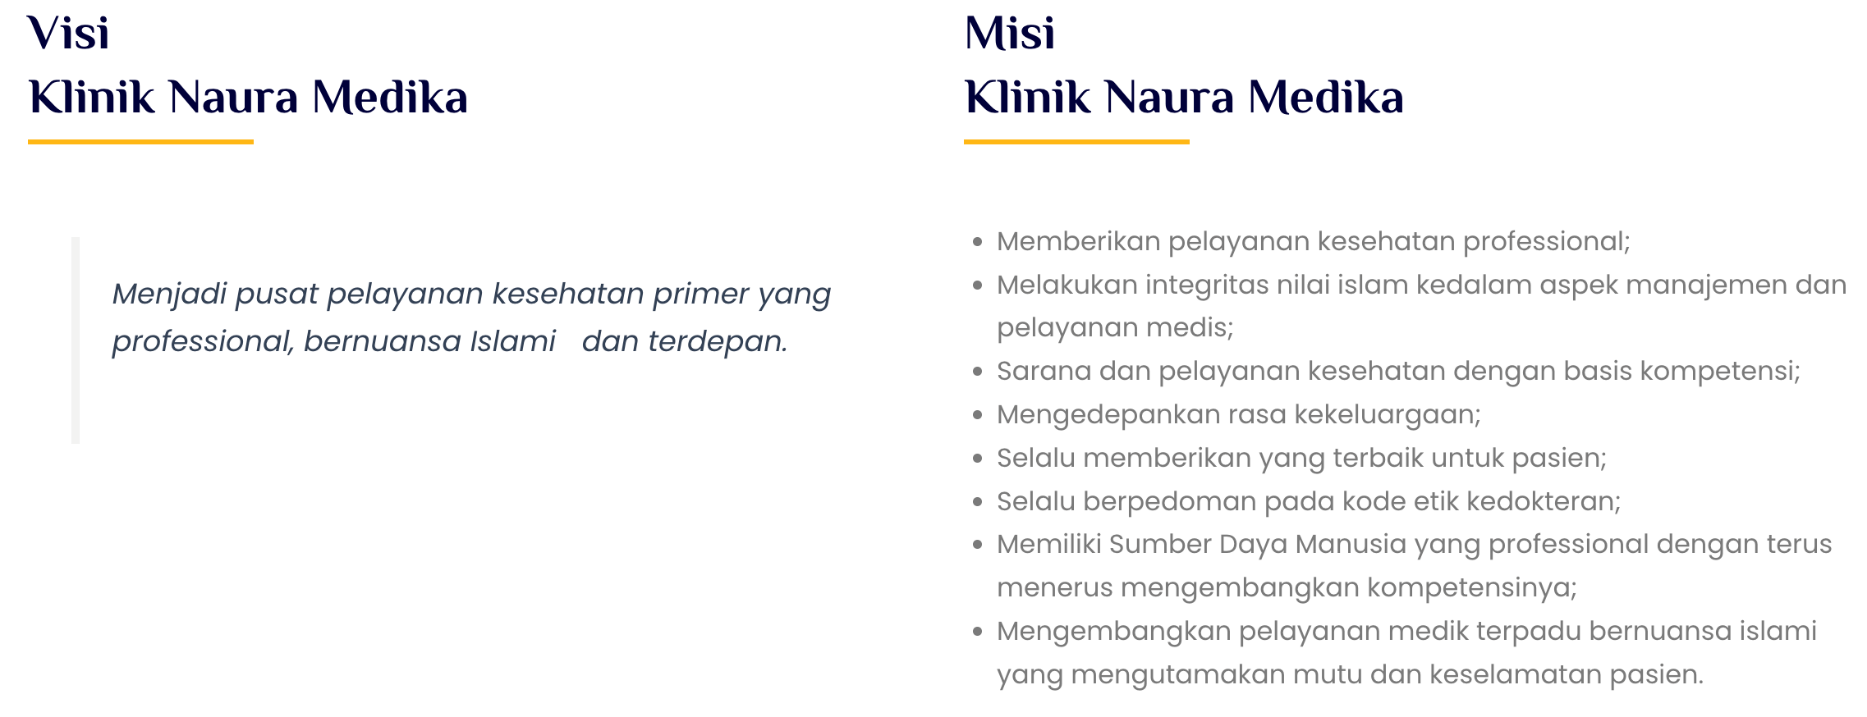 Visi
Klinik Naura Medika
Menjadi pusat pelayanan kesehatan primer yang
professional, bernuansa Islami   dan terdepan.
Misi
Klinik Naura Medika
• Memberikan pelayanan kesehatan professional;
• Melakukan integritas nilai islam kedalam aspek manajemen dan
pelayanan medis;
• Sarana dan pelayanan kesehatan dengan basis kompetensi;
• Mengedepankan rasa kekeluargaan;
• Selalu memberikan yang terbaik untuk pasien;
• Selalu berpedoman pada kode etik kedokteran;
• Memiliki Sumber Daya Manusia yang professional dengan terus
menerus mengembangkan kompetensinya;
• Mengembangkan pelayanan medik terpadu bernuansa islami
yang mengutamakan mutu dan keselamatan pasien.